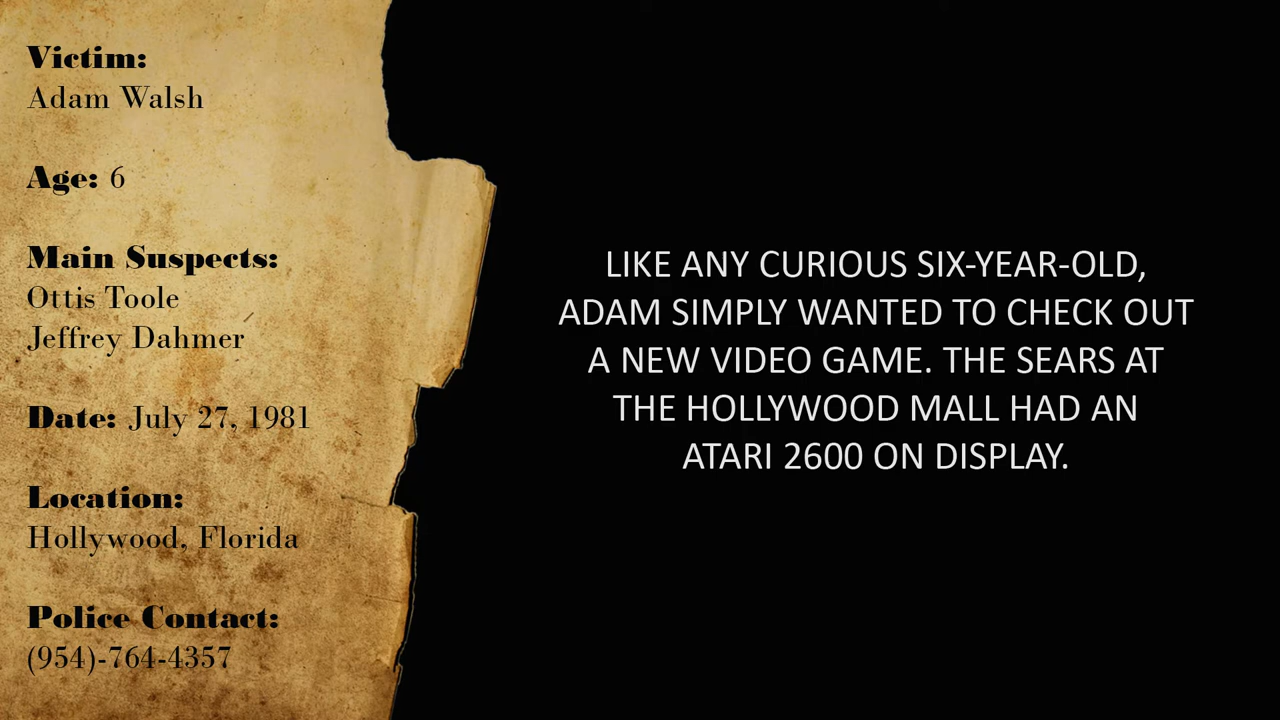 Victim:
Adam Walsh
Age: 6
Main Suspects:
Ottis Toole
Jeffrey Dahmer
Date: July 27, 1981
Location:
Hollywood, Florida
Police Contact:
(954)-764-4357
LIKE ANY CURIOUS SIX-YEAR-OLD,
ADAM SIMPLY WANTED TO CHECK OUT
A NEW VIDEO GAME. THE SEARS AT
THE HOLLYWOOD MALL HAD AN
ATARI 2600 ON DISPLAY.